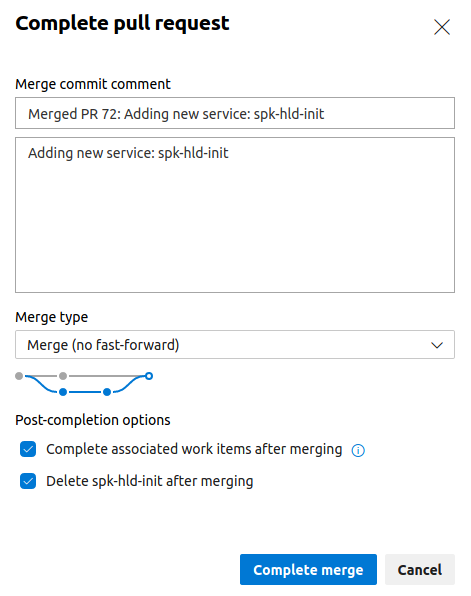 Complete pull request
Merge commit comment
Merged PR 72: Adding new service: spk-hld-init
Adding new service: spk-hld-init
Merge type
Merge (no fast-forward)
Post-completion options
Complete associated work items after merging
Delete spk-hld-init after merging
Complete merge
Cancel